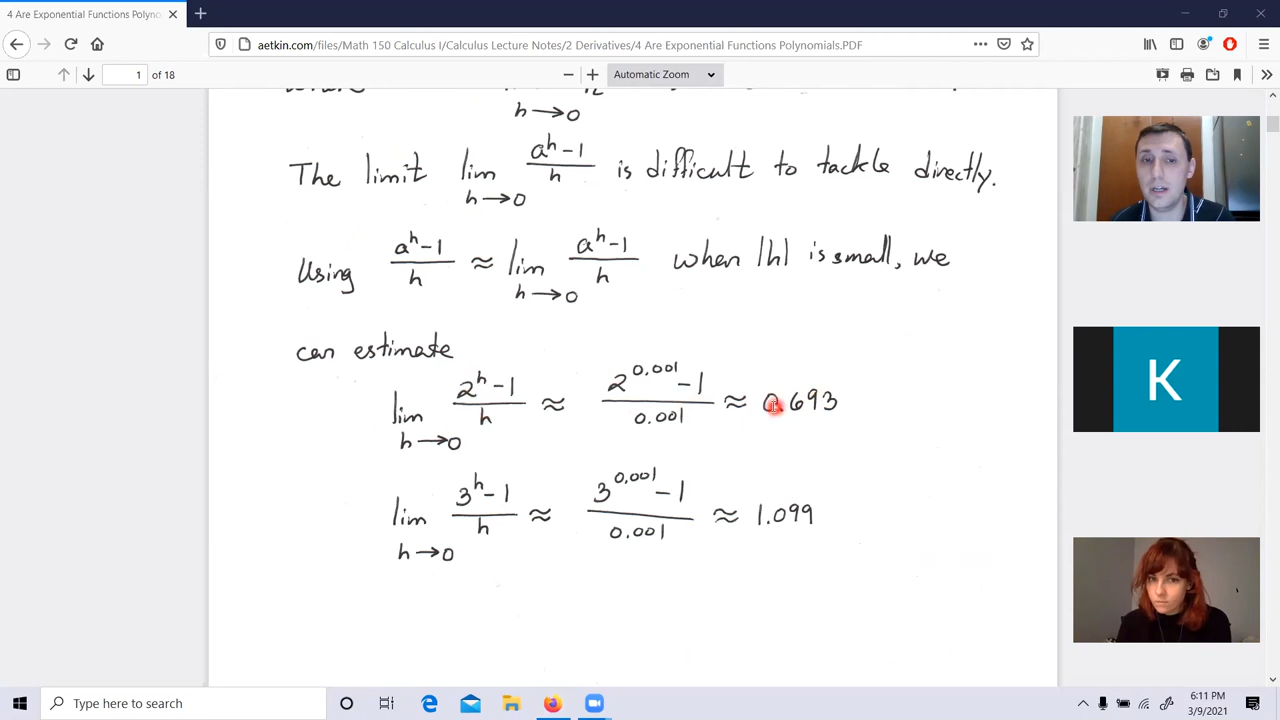 4 Are Exponential Functions Polyno
aetkin.com/files/Math 150 Calculus I/Calculus Lecture Notes/2 Derivatives/4 Are Exponential Functions Polynomials.PDF
1 of 18
Automatic Zoom
h→0
The limit lim h→0 (a^h-1)/h is difficult to tackle directly.
Using (a^h-1)/h ≈ lim h→0 (a^h-1)/h when |h| is small, we
can estimate
lim h→0 (2^h-1)/h ≈ (2^0.001-1)/0.001 ≈ 0.693
lim h→0 (3^h-1)/h ≈ (3^0.001-1)/0.001 ≈ 1.099
K
Type here to search
6:11 PM
3/9/2021